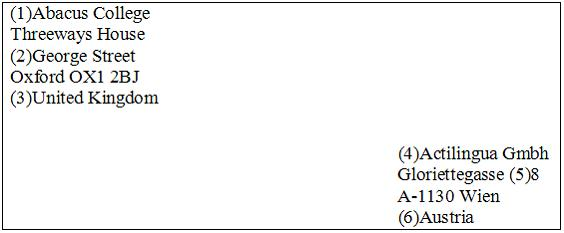 (1)Abacus College
Threeways House
(2)George Street
Oxford OX1 2BJ
(3)United Kingdom
(4)Actilingua Gmbh
Gloriettegasse (5)8
A-1130 Wien
(6)Austria